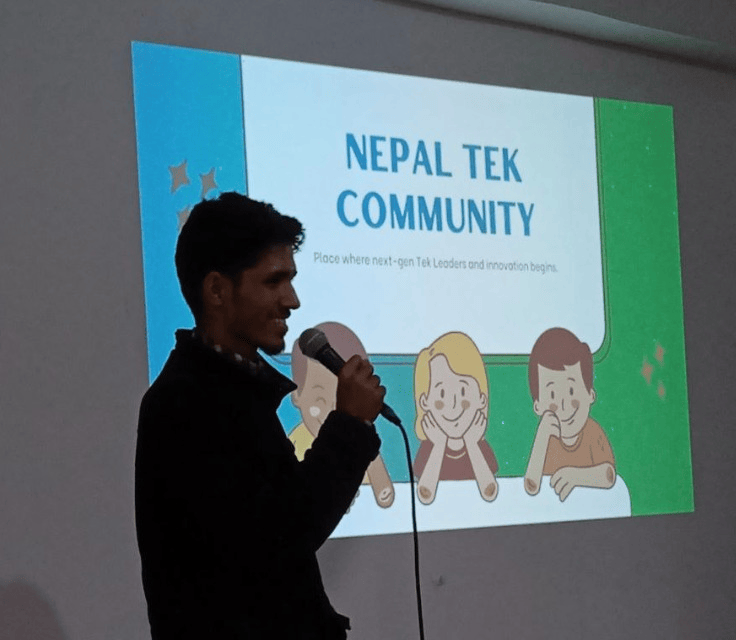 NEPAL TEK
COMMUNITY
Place where next-gen Tek Leaders and innovation begins.